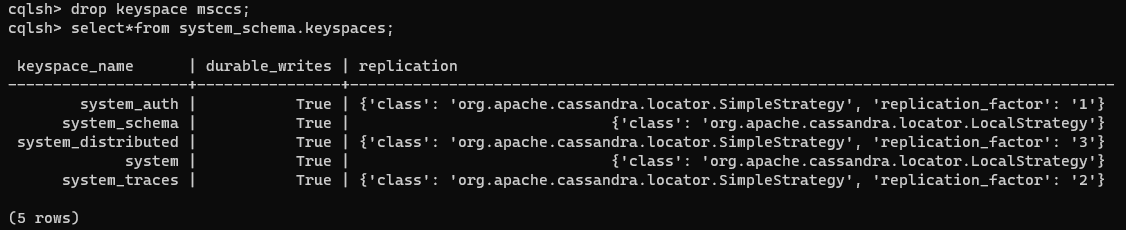 cqlsh> drop keyspace msccs;
cqlsh> select*from system_schema.keyspaces;
keyspace_name | durable_writes | replication
--------------------+----------------+-------------------------------------------------------------------------------------
system_auth | True | {'class': 'org.apache.cassandra.locator.SimpleStrategy', 'replication_factor': '1'}
system_schema | True | {'class': 'org.apache.cassandra.locator.LocalStrategy'}
system_distributed | True | {'class': 'org.apache.cassandra.locator.SimpleStrategy', 'replication_factor': '3'}
system | True | {'class': 'org.apache.cassandra.locator.LocalStrategy'}
system_traces | True | {'class': 'org.apache.cassandra.locator.SimpleStrategy', 'replication_factor': '2'}
(5 rows)